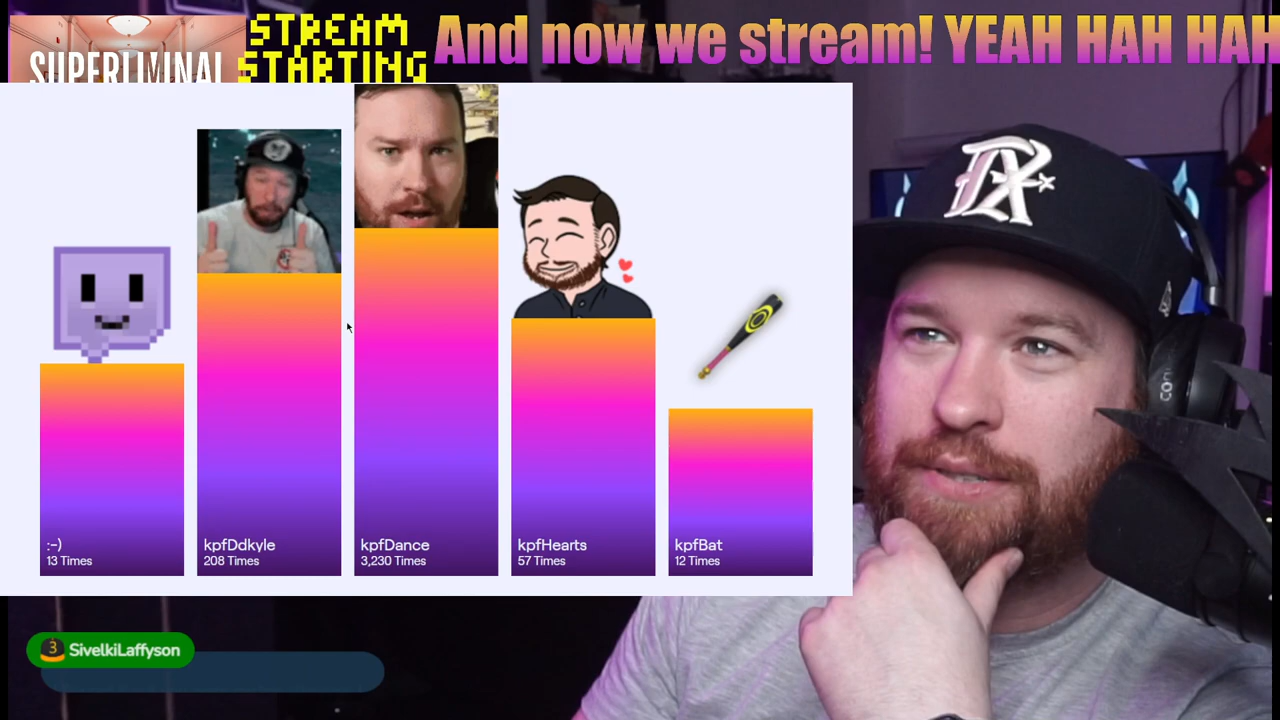 SUPERLIMINAL
STREAM
STARTING
And now we stream! YEAH HAH HAH
:-)
13 Times
kpfDdkyle
208 Times
kpfDance
3,230 Times
kpfHearts
57 Times
kpfBat
12 Times
3
SivelkiLaffyson